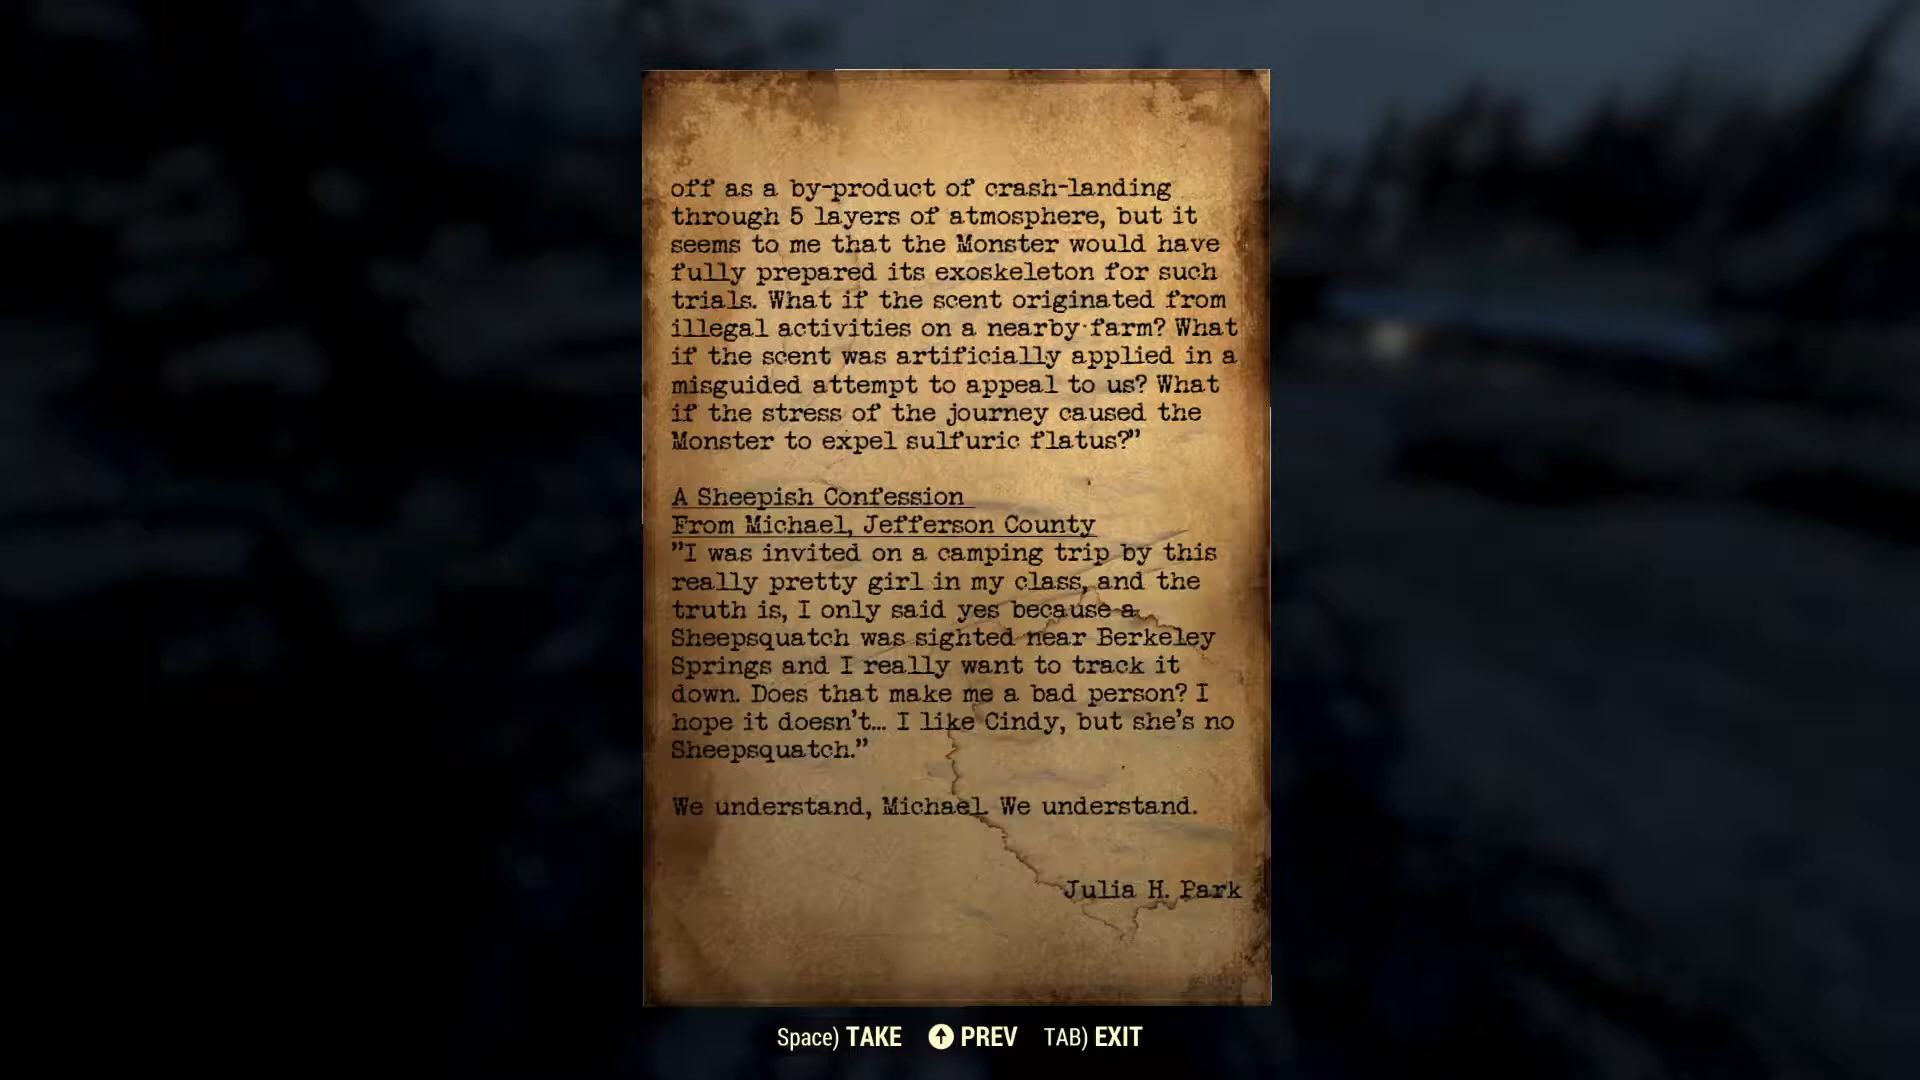 off as a by-product of crash-landing
through 5 layers of atmosphere, but it
seems to me that the Monster would have
fully prepared its exoskeleton for such
trials. What if the scent originated from
illegal activities on a nearby farm? What
if the scent was artificially applied in a
misguided attempt to appeal to us? What
if the stress of the journey caused the
Monster to expel sulfuric flatus?”
A Sheepish Confession
From Michael, Jefferson County
”I was invited on a camping trip by this
really pretty girl in my class, and the
truth is, I only said yes because a
Sheepsquatch was sighted near Berkeley
Springs and I really want to track it
down. Does that make me a bad person? I
hope it doesn’t… I like Cindy, but she’s no
Sheepsquatch.”
We understand, Michael. We understand.
Julia H. Park
Space) TAKE PREV TAB) EXIT